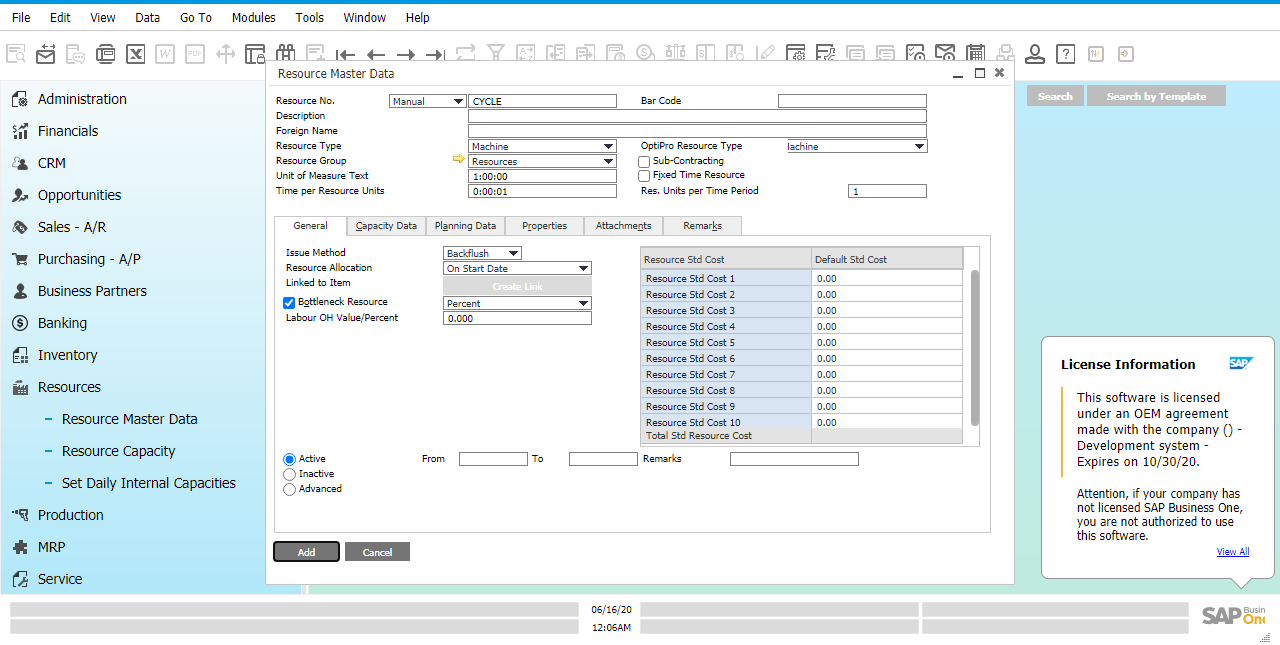 File Edit View Data Go To Modules Tools Window Help
Resource Master Data
Administration
Financials
CRM
Opportunities
Sales - A/R
Purchasing - A/P
Business Partners
Banking
Inventory
Resources
Resource Master Data
Resource Capacity
Set Daily Internal Capacities
Production
MRP
Service
Resource No. Manual CYCLE Bar Code
Description
Foreign Name
Resource Type Machine OptiPro Resource Type
Resource Group Resources Sub-Contracting
Unit of Measure Text 1:00:00 Fixed Time Resource
Time per Resource Units 0:00:01 Res. Units per Time Period 1
General Capacity Data Planning Data Properties Attachments Remarks
Issue Method Backflush
Resource Allocation On Start Date
Linked to Item Create Link
Bottleneck Resource Percent
Labour OH Value/Percent 0.000
Resource Std Cost Default Std Cost
Resource Std Cost 1 0.00
Resource Std Cost 2 0.00
Resource Std Cost 3 0.00
Resource Std Cost 4 0.00
Resource Std Cost 5 0.00
Resource Std Cost 6 0.00
Resource Std Cost 7 0.00
Resource Std Cost 8 0.00
Resource Std Cost 9 0.00
Resource Std Cost 10 0.00
Total Std Resource Cost
Active From To Remarks
Inactive
Advanced
Add Cancel
Search Search by Template
License Information SAP
This software is licensed
under an OEM agreement
made with the company () -
Development system -
Expires on 10/30/20.
Attention, if your company has
not licensed SAP Business One,
you are not authorized to use
this software.
View All
06/16/20
12:06AM
SAP Busin
One